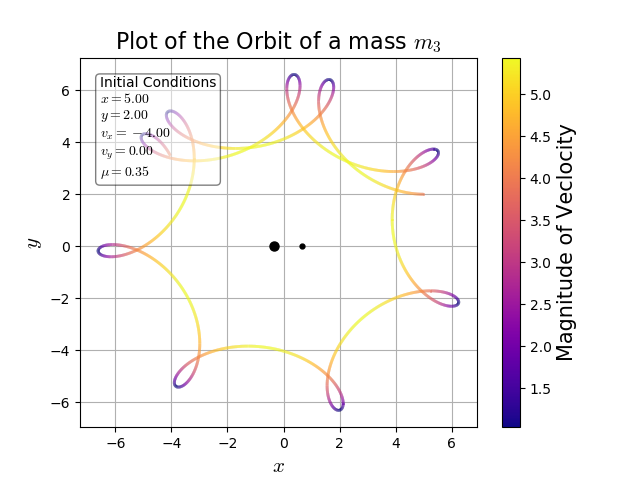 Plot of the Orbit of a mass m₃
Initial Conditions
x = 5.00
y = 2.00
vₓ = −4.00
v_y = 0.00
μ = 0.35
y
6
4
2
0
−2
−4
−6
−6 −4 −2 0 2 4 6
x
5.0
4.5
4.0
3.5
3.0
2.5
2.0
1.5
Magnitude of Veclocity